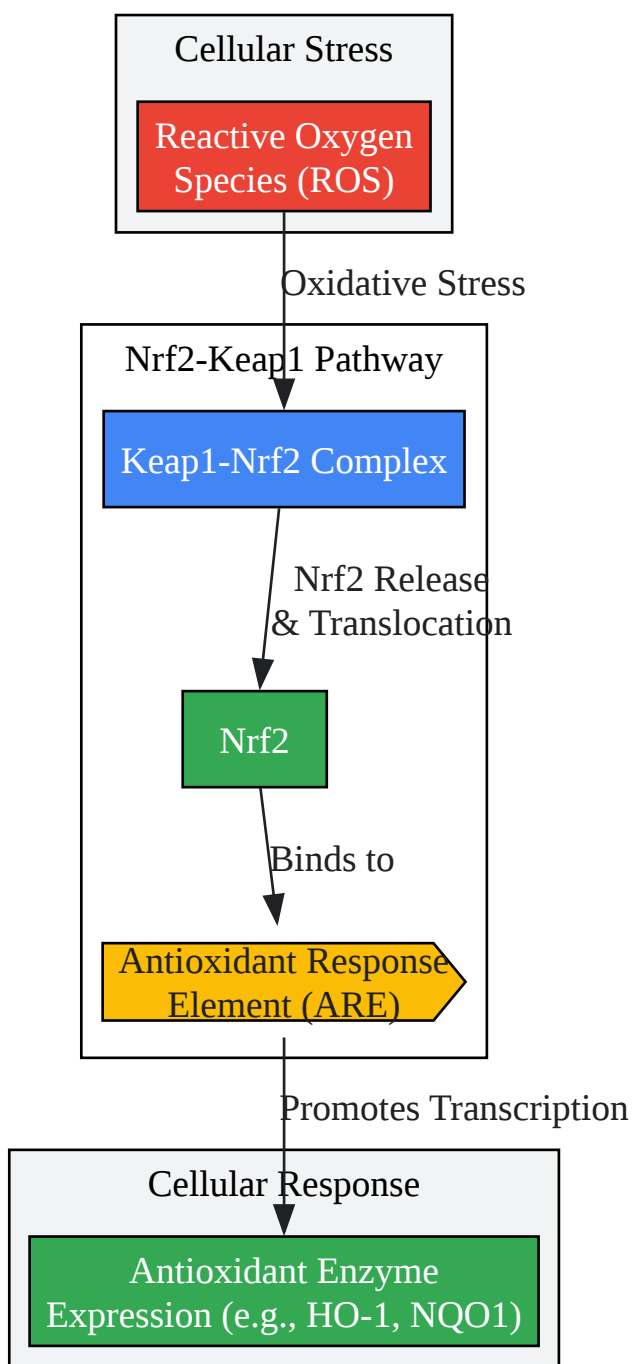 Cellular Stress
Reactive Oxygen
Species (ROS)
Oxidative Stress
Nrf2-Keap1 Pathway
Keap1-Nrf2 Complex
Nrf2 Release
& Translocation
Nrf2
Binds to
Antioxidant Response
Element (ARE)
Promotes Transcription
Cellular Response
Antioxidant Enzyme
Expression (e.g., HO-1, NQO1)